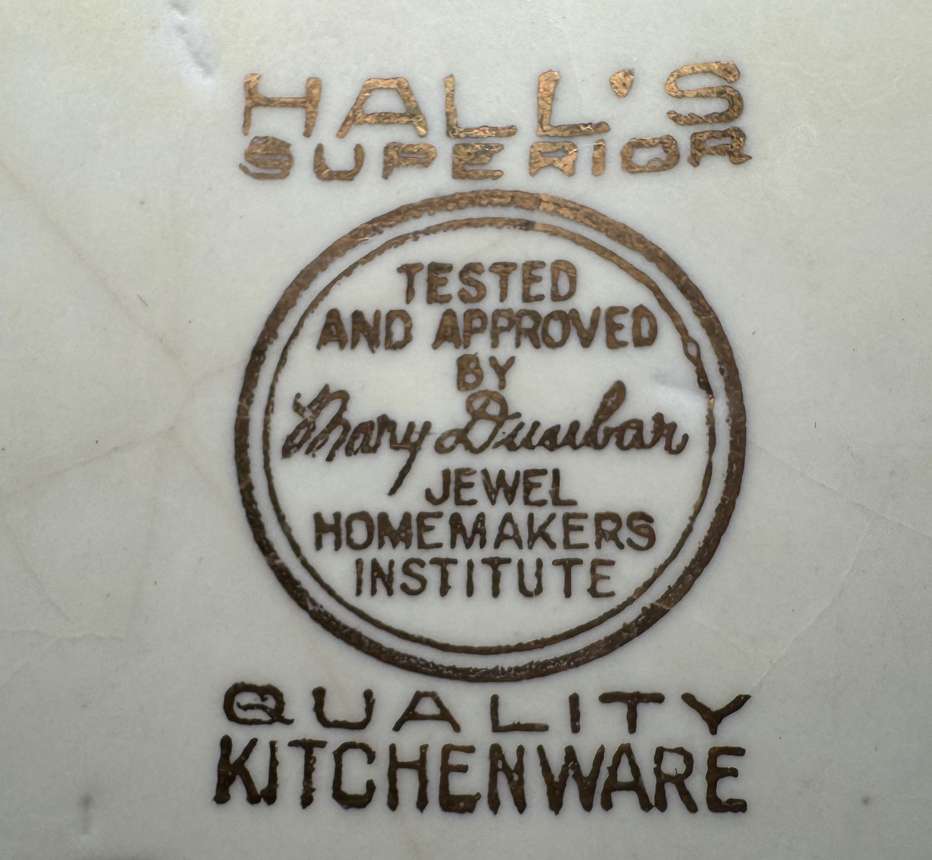 HALL'S
SUPERIOR
TESTED
AND APPROVED
BY
Mary Dunbar
JEWEL
HOMEMAKERS
INSTITUTE
QUALITY
KITCHENWARE